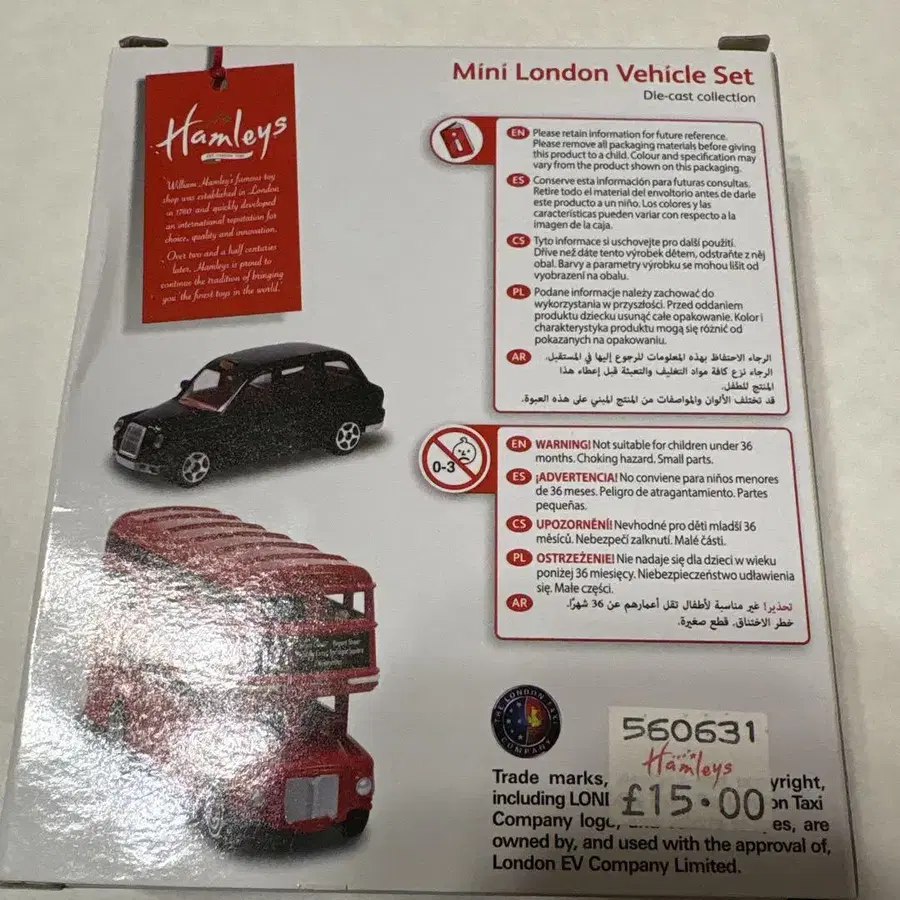 Mini London Vehicle Set
Die-cast collection
Hamleys
William Hamley's famous toy
shop was established in London
in 1760 and quickly developed
an international reputation for
choice, quality and innovation.
Over two and a half centuries
later, Hamleys is proud to
continue the tradition of bringing
you 'the finest toys in the world.'
EN Please retain information for future reference.
Please remove all packaging materials before giving
this product to a child. Colour and specification may
vary from the product shown on this packaging.
ES Conserve esta información para futuras consultas.
Retire todo el material del envoltorio antes de darle
este producto a un niño. Los colores y las
características pueden variar con respecto a la
imagen de la caja.
CS Tyto informace si uschovejte pro další použití.
Dříve než dáte tento výrobek dětem, odstraňte z něj
obal. Barvy a parametry výrobku se mohou lišit od
vyobrazení na obalu.
PL Podane informacje należy zachować do
wykorzystania w przyszłości. Przed oddaniem
produktu dziecku usunąć całe opakowanie. Kolor i
charakterystyka produktu mogą się różnić od
pokazanych na opakowaniu.
AR الرجاء الاحتفاظ بهذه المعلومات للرجوع إليها في المستقبل.
الرجاء نزع كافة مواد التغليف والتعبئة قبل إعطاء هذا
المنتج للطفل.
قد تختلف الألوان والمواصفات من المنتج المبني على هذه العبوة.
0-3
EN WARNING! Not suitable for children under 36
months. Choking hazard. Small parts.
ES ¡ADVERTENCIA! No conviene para niños menores
de 36 meses. Peligro de atragantamiento. Partes
pequeñas.
CS UPOZORNĚNÍ! Nevhodné pro děti mladší 36
měsíců. Nebezpečí zalknutí. Malé části.
PL OSTRZEŻENIE! Nie nadaje się dla dzieci w wieku
poniżej 36 miesięcy. Niebezpieczeństwo udławienia
się. Małe części.
AR تحذير! غير مناسبة لأطفال تقل أعمارهم عن 36 شهرًا.
خطر الاختناق. قطع صغيرة.
THE LONDON TAXI
COMPANY
560631
Hamleys
£15.00
Trade marks, yright,
including LONI on Taxi
Company logo, es, are
owned by, and used with the approval of,
London EV Company Limited.